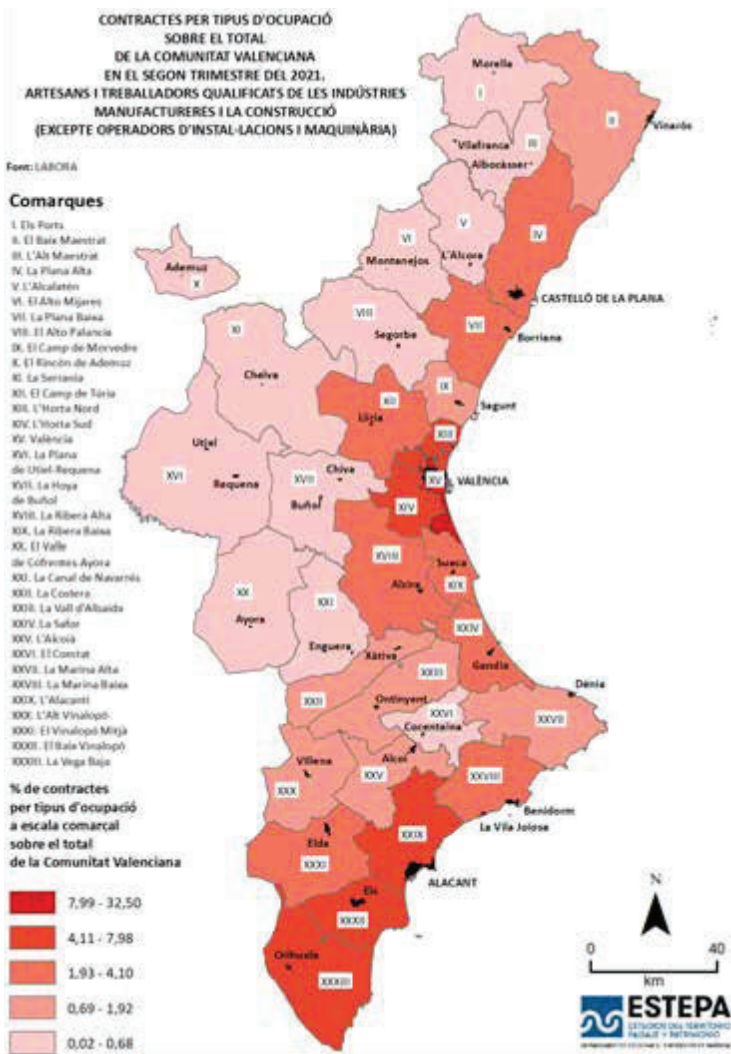 CONTRACTES PER TIPUS D'OCUPACIÓ
SOBRE EL TOTAL
DE LA COMUNITAT VALENCIANA
EN EL SEGON TRIMESTRE DEL 2021.
ARTESANS I TREBALLADORS QUALIFICATS DE LES INDÚSTRIES
MANUFACTURERES I LA CONSTRUCCIÓ
(EXCEPTE OPERADORS D'INSTAL·LACIONS I MAQUINÀRIA)
Font: LABORA
Comarques
I. Els Ports
II. El Baix Maestrat
III. L'Alt Maestrat
IV. La Plana Alta
V. L'Alcalatén
VI. El Alto Mijares
VII. La Plana Baixa
VIII. El Alto Palancia
IX. El Camp de Morvedre
X. El Rincón de Ademuz
XI. La Serranía
XII. El Camp de Túria
XIII. L'Horta Nord
XIV. L'Horta Sud
XV. València
XVI. La Plana
de Utiel-Requena
XVII. La Hoya
de Buñol
XVIII. La Ribera Alta
XIX. La Ribera Baixa
XX. El Valle
de Cofrentes-Ayora
XXI. La Canal de Navarrés
XXII. La Costera
XXIII. La Vall d'Albaida
XXIV. La Safor
XXV. L'Alcoià
XXVI. El Comtat
XXVII. La Marina Alta
XXVIII. La Marina Baixa
XXIX. L'Alacantí
XXX. L'Alt Vinalopó
XXXI. El Vinalopó Mitjà
XXXII. El Baix Vinalopó
XXXIII. La Vega Baja
% de contractes
per tipus d'ocupació
a escala comarcal
sobre el total
de la Comunitat Valenciana
7,99 - 32,50
4,11 - 7,98
1,93 - 4,10
0,69 - 1,92
0,02 - 0,68
Morella
I
II
Vinaròs
Vilafranca
III
Albocàsser
IV
V
L'Alcora
VI
Montanejos
Ademuz
X
CASTELLÓ DE LA PLANA
VIII
VII
Borriana
Segorbe
XI
Chelva
IX
Segunt
XII
Llíria
XIII
Utiel
XVI
Requena
XVII
Chiva
Buñol
XV
VALÈNCIA
XIV
XVIII
Sueca
XIX
Alzira
XX
Ayora
XXI
Enguera
XXIV
Gandia
Xàtiva
XXIII
XXII
Ontinyent
XXVI
Cocentaina
Dénia
XXVII
Villena
Alcoi
XXV
XXX
XXVIII
Benidorm
La Vila Joiosa
Elda
XXXI
XXIX
ALACANT
Elx
XXXII
Orihuela
XXXIII
N
0 40
km
ESTEPA
ESTUDIOS DEL TERRITORIO
PAISAJE Y PATRIMONIO